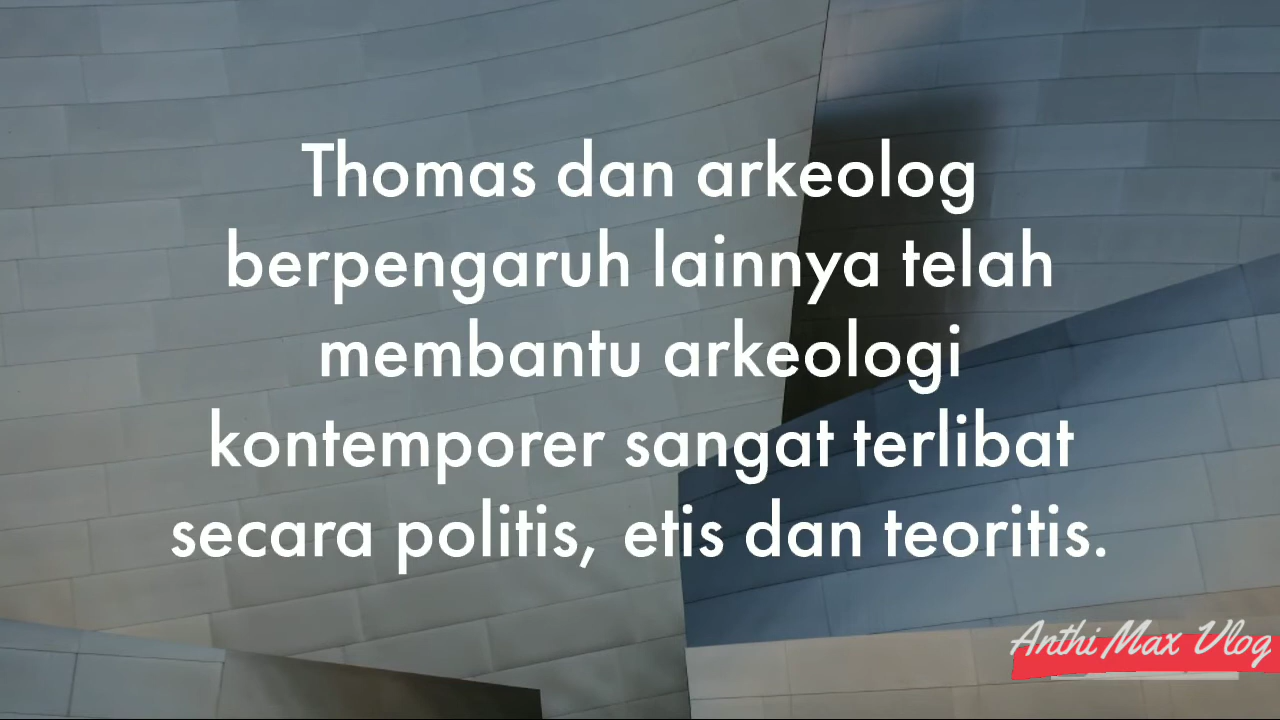 Thomas dan arkeolog
berpengaruh lainnya telah
membantu arkeologi
kontemporer sangat terlibat
secara politis, etis dan teoritis.
Anthi Max Vlog